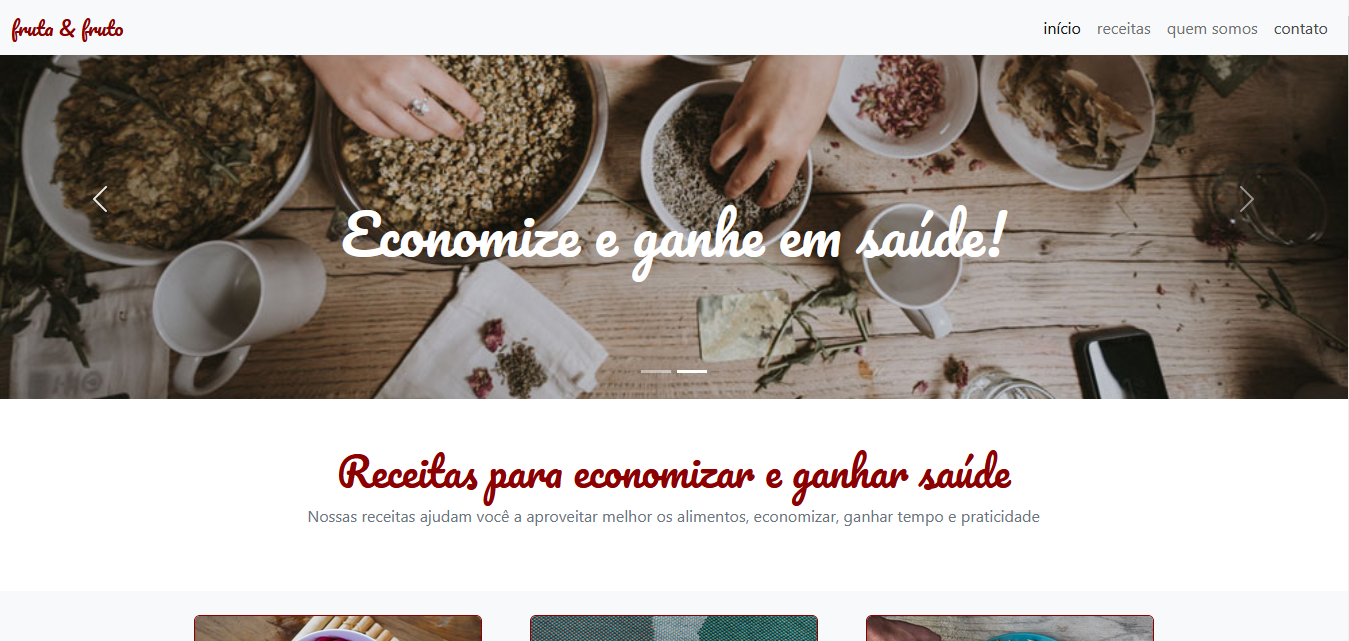 fruta & fruto
início receitas quem somos contato
Economize e ganhe em saúde!
Receitas para economizar e ganhar saúde
Nossas receitas ajudam você a aproveitar melhor os alimentos, economizar, ganhar tempo e praticidade